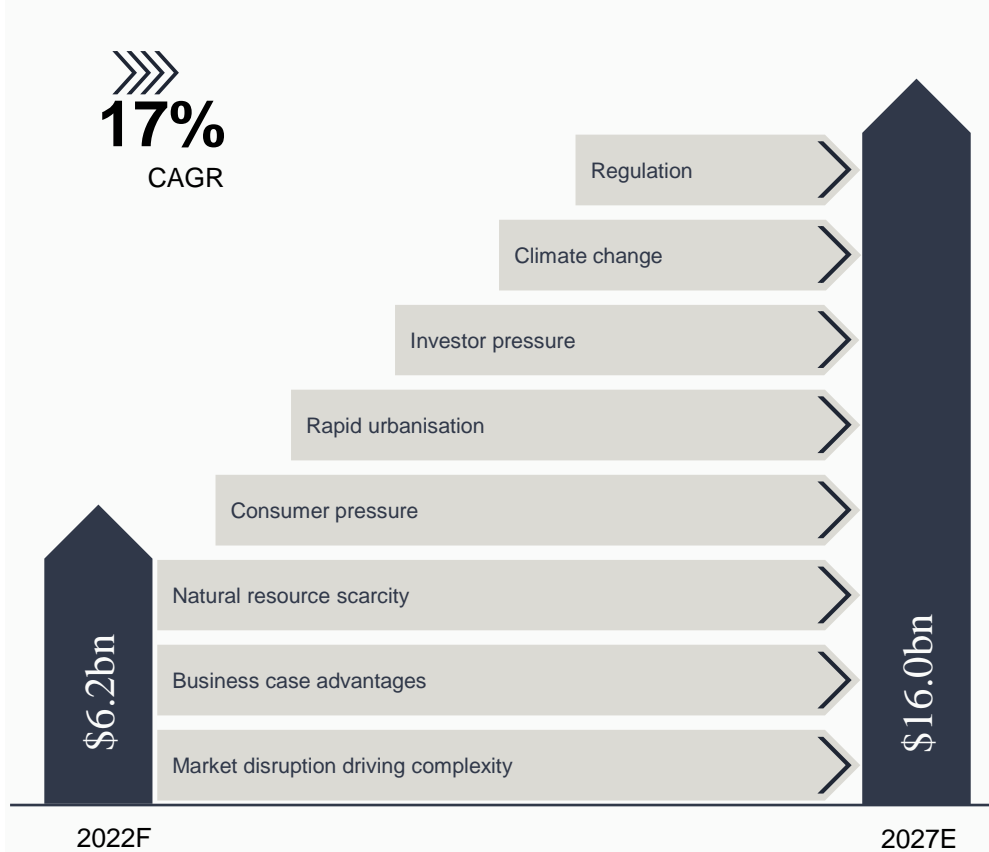 17%
CAGR
Regulation
Climate change
Investor pressure
Rapid urbanisation
Consumer pressure
Natural resource scarcity
Business case advantages
Market disruption driving complexity
$6.2bn
$16.0bn
2022F
2027E